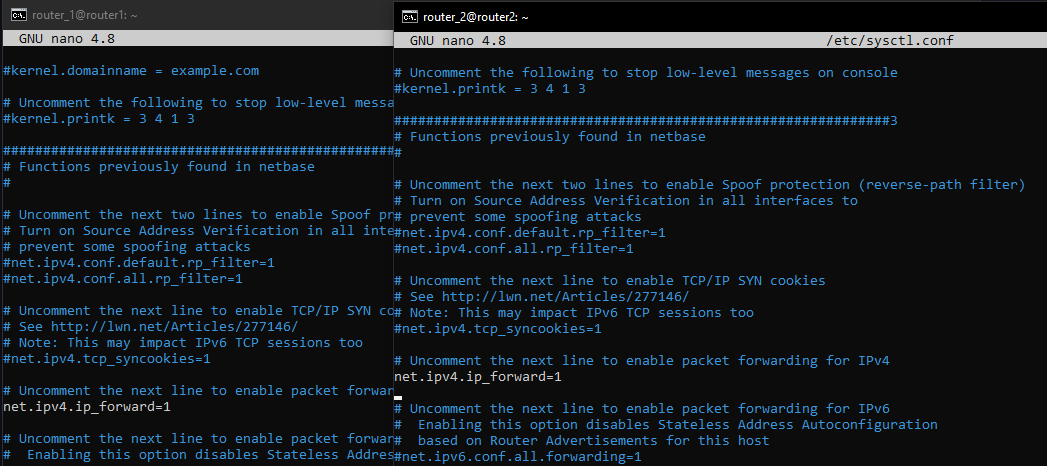 router_1@router1: ~
GNU nano 4.8
#kernel.domainname = example.com
# Uncomment the following to stop low-level messa
#kernel.printk = 3 4 1 3
#################################################
# Functions previously found in netbase
#
# Uncomment the next two lines to enable Spoof pr
# Turn on Source Address Verification in all inte
# prevent some spoofing attacks
#net.ipv4.conf.default.rp_filter=1
#net.ipv4.conf.all.rp_filter=1
# Uncomment the next line to enable TCP/IP SYN co
# See http://lwn.net/Articles/277146/
# Note: This may impact IPv6 TCP sessions too
#net.ipv4.tcp_syncookies=1
# Uncomment the next line to enable packet forwar
net.ipv4.ip_forward=1
# Uncomment the next line to enable packet forwar
#  Enabling this option disables Stateless Addres
router_2@router2: ~
GNU nano 4.8 /etc/sysctl.conf
# Uncomment the following to stop low-level messages on console
#kernel.printk = 3 4 1 3
##############################################################3
# Functions previously found in netbase
#
# Uncomment the next two lines to enable Spoof protection (reverse-path filter)
# Turn on Source Address Verification in all interfaces to
# prevent some spoofing attacks
#net.ipv4.conf.default.rp_filter=1
#net.ipv4.conf.all.rp_filter=1
# Uncomment the next line to enable TCP/IP SYN cookies
# See http://lwn.net/Articles/277146/
# Note: This may impact IPv6 TCP sessions too
#net.ipv4.tcp_syncookies=1
# Uncomment the next line to enable packet forwarding for IPv4
net.ipv4.ip_forward=1
# Uncomment the next line to enable packet forwarding for IPv6
#  Enabling this option disables Stateless Address Autoconfiguration
#  based on Router Advertisements for this host
#net.ipv6.conf.all.forwarding=1